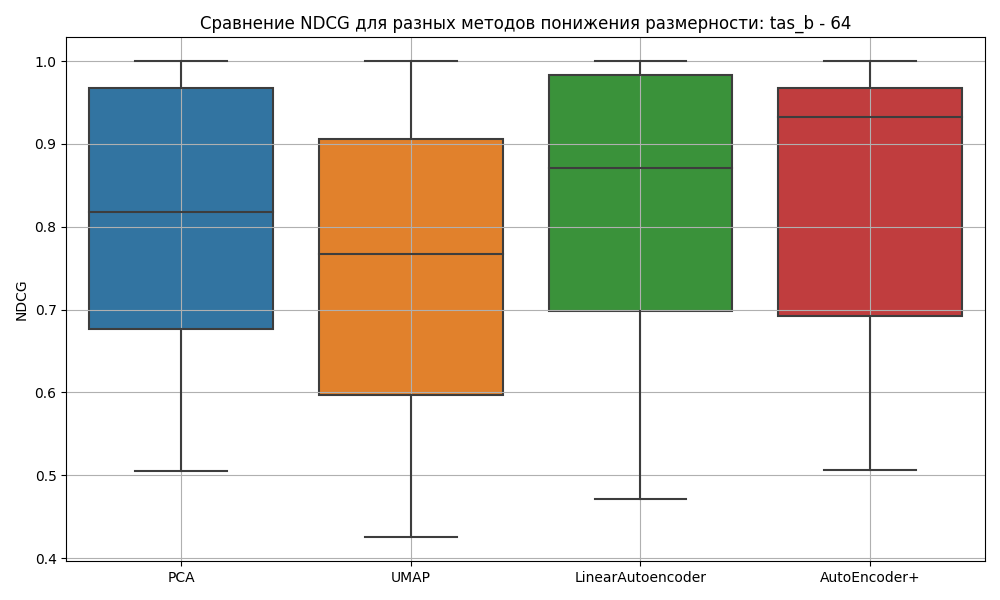 Сравнение NDCG для разных методов понижения размерности: tas_b - 64
1.0
0.9
0.8
0.7
0.6
0.5
0.4
NDCG
PCA
UMAP
LinearAutoencoder
AutoEncoder+